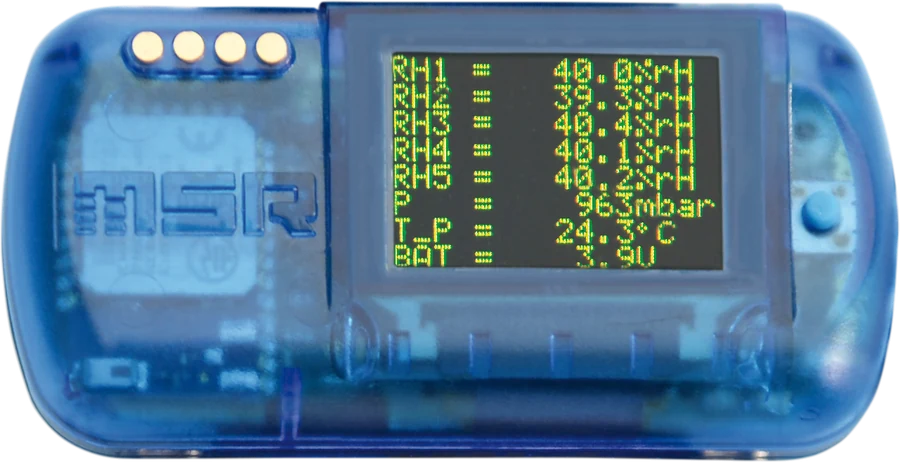 MSR
RH1 = 40.0%rH
RH2 = 39.3%rH
RH3 = 40.4%rH
RH4 = 40.1%rH
RH5 = 40.2%rH
P = 963mbar
T_P = 24.3°C
BAT = 3.9V